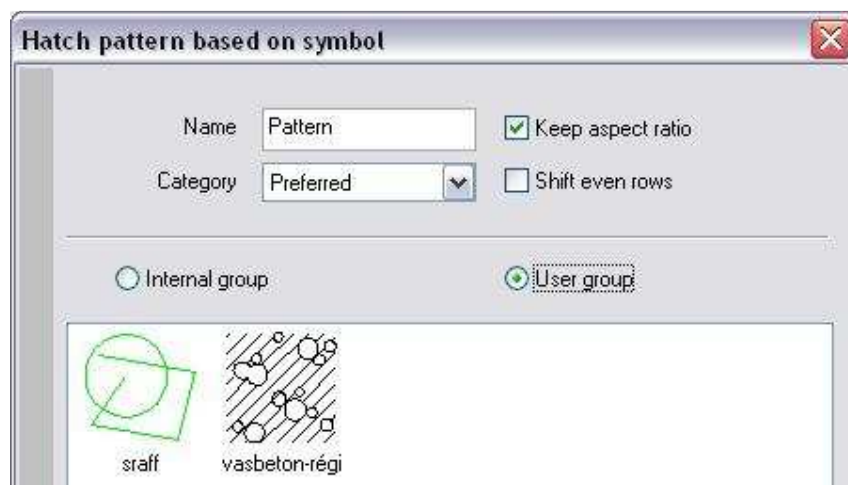 Hatch pattern based on symbol
Name Pattern Keep aspect ratio
Category Preferred Shift even rows
Internal group User group
sraff vasbeton-régi